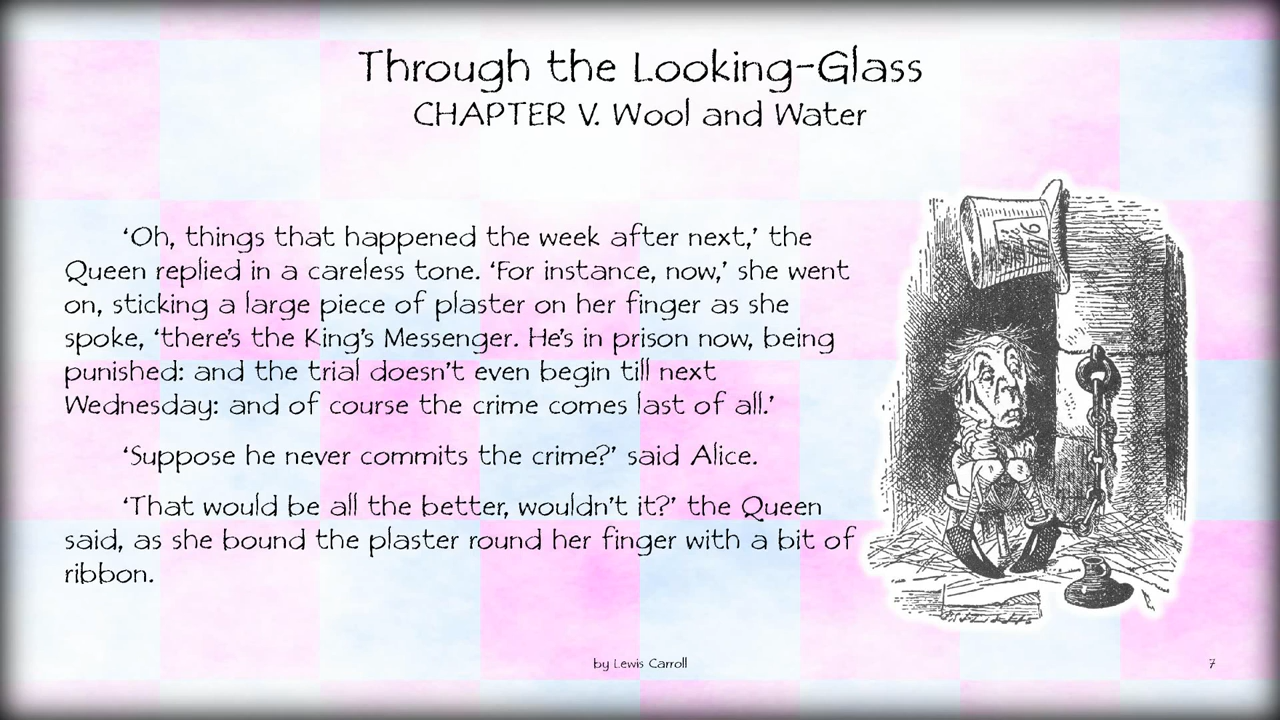 Through the Looking-Glass
CHAPTER V. Wool and Water
‘Oh, things that happened the week after next,’ the
Queen replied in a careless tone. ‘For instance, now,’ she went
on, sticking a large piece of plaster on her finger as she
spoke, ‘there’s the King’s Messenger. He’s in prison now, being
punished: and the trial doesn’t even begin till next
Wednesday: and of course the crime comes last of all.’
‘Suppose he never commits the crime?’ said Alice.
‘That would be all the better, wouldn’t it?’ the Queen
said, as she bound the plaster round her finger with a bit of
ribbon.
by Lewis Carroll
7